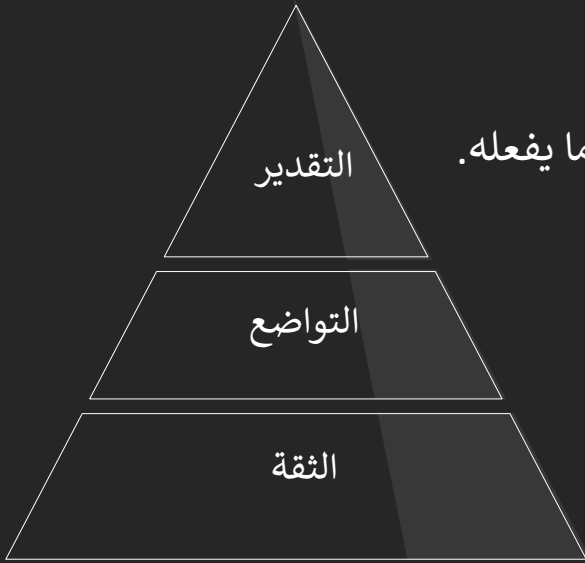 التقدير
ما يفعله.
التواضع
الثقة